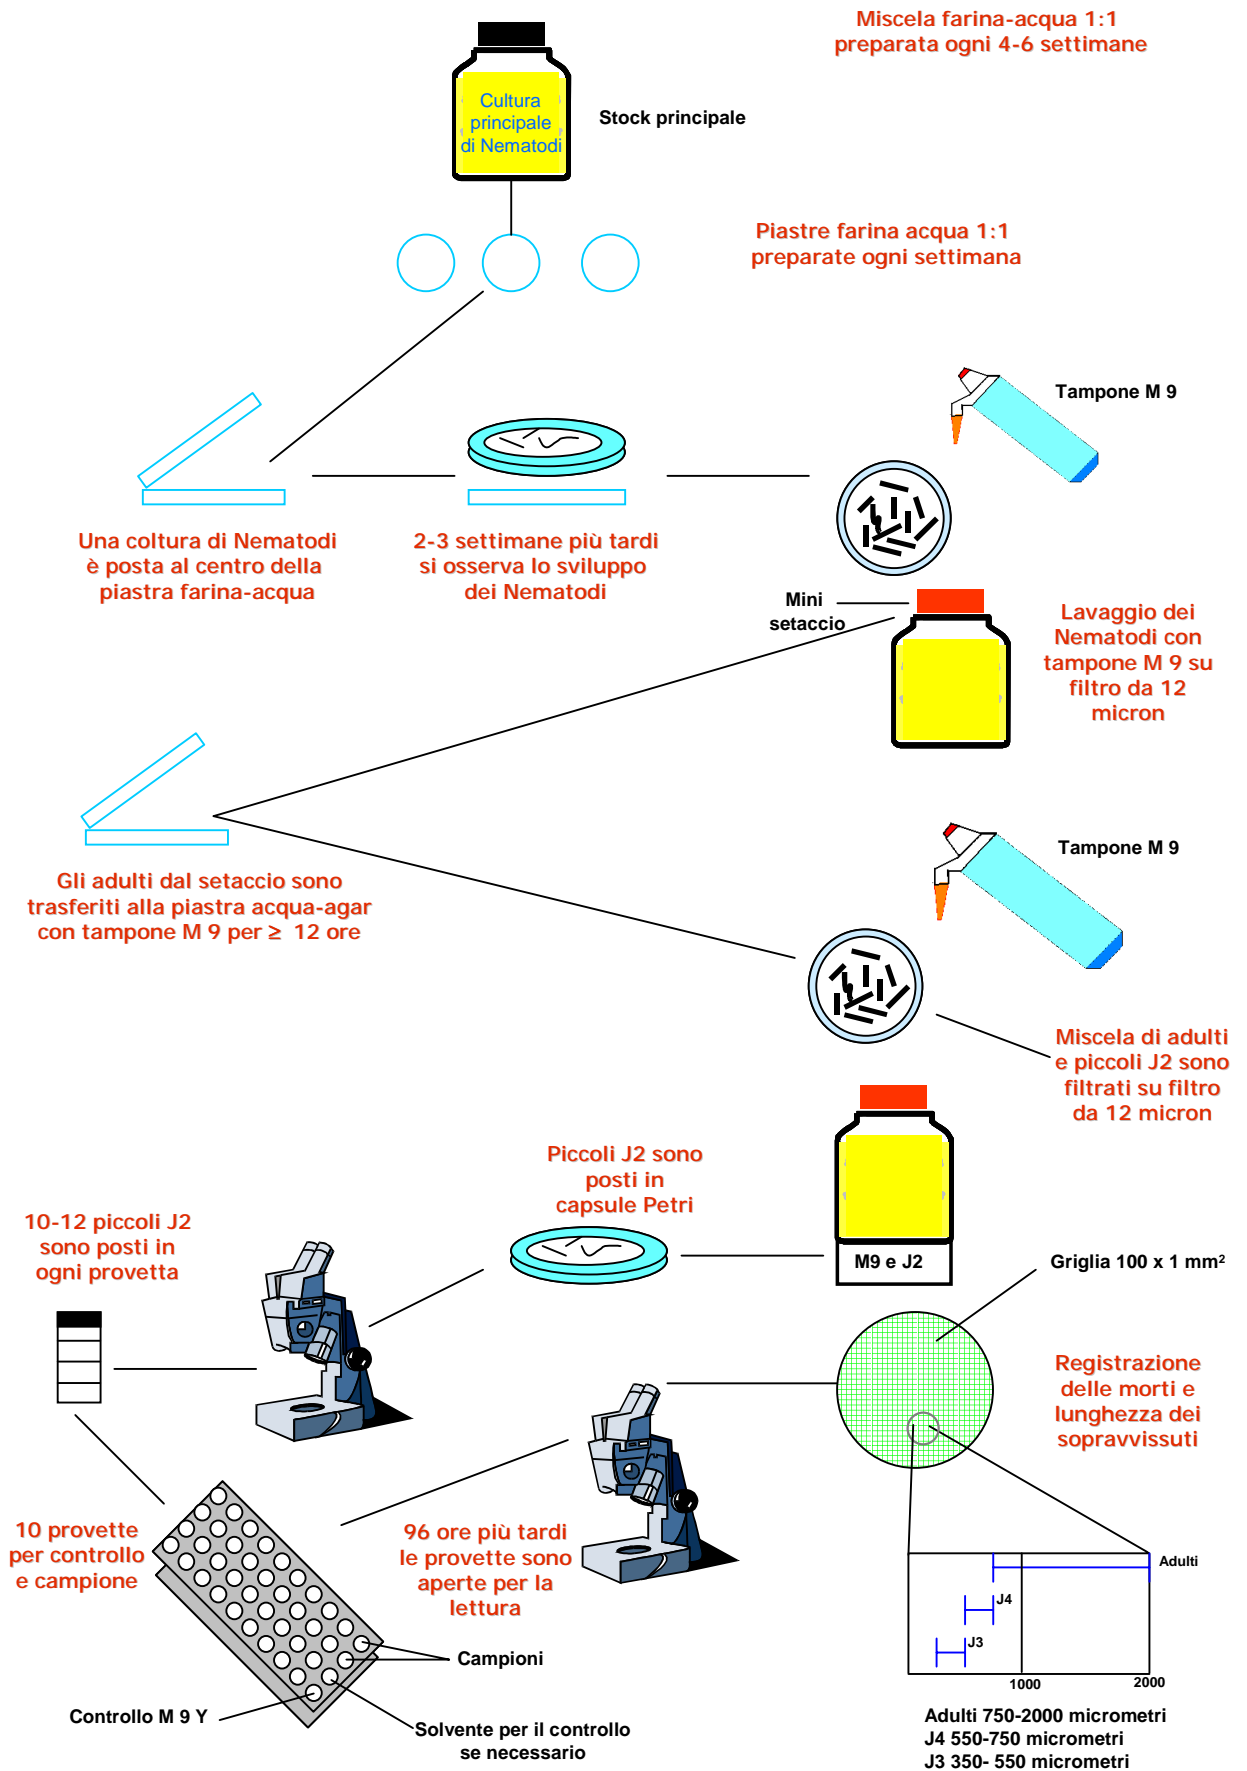 Miscela farina-acqua 1:1
preparata ogni 4-6 settimane
Cultura
principale
di Nematodi
Stock principale
Piastre farina acqua 1:1
preparate ogni settimana
Tampone M 9
Una coltura di Nematodi
è posta al centro della
piastra farina-acqua
2-3 settimane più tardi
si osserva lo sviluppo
dei Nematodi
Mini
setaccio
Lavaggio dei
Nematodi con
tampone M 9 su
filtro da 12
micron
Gli adulti dal setaccio sono
trasferiti alla piastra acqua-agar
con tampone M 9 per ≥ 12 ore
Tampone M 9
Miscela di adulti
e piccoli J2 sono
filtrati su filtro
da 12 micron
Piccoli J2 sono
posti in
capsule Petri
10-12 piccoli J2
sono posti in
ogni provetta
M9 e J2
Griglia 100 x 1 mm²
Registrazione
delle morti e
lunghezza dei
sopravvissuti
10 provette
per controllo
e campione
96 ore più tardi
le provette sono
aperte per la
lettura
Adulti
J4
J3
1000
2000
Campioni
Controllo M 9 Y
Solvente per il controllo
se necessario
Adulti 750-2000 micrometri
J4 550-750 micrometri
J3 350- 550 micrometri